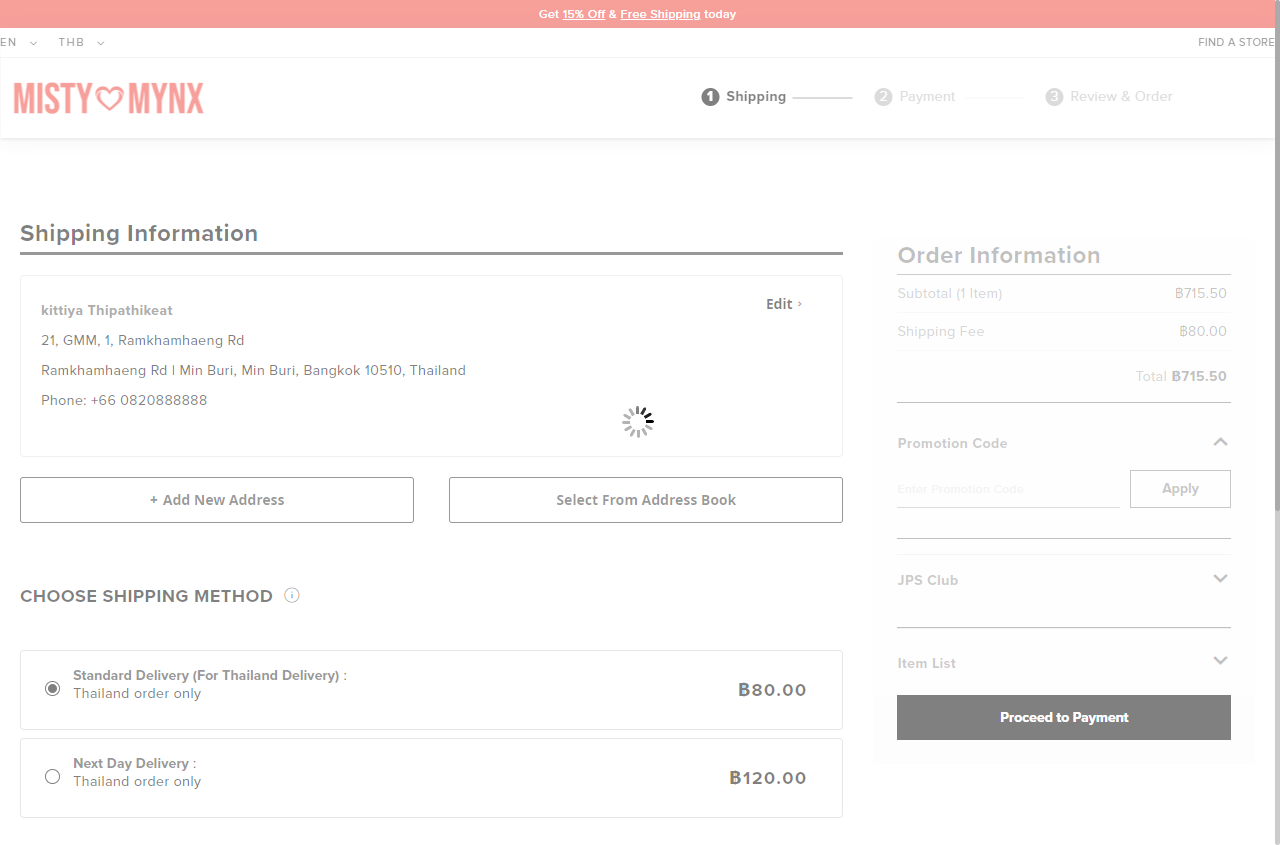 Get 15% Off & Free Shipping today
EN THB FIND A STORE
MISTY MYNX
1 Shipping 2 Payment 3 Review & Order
Shipping Information
kittiya Thipathikeat
Edit ›
21, GMM, 1, Ramkhamhaeng Rd
Ramkhamhaeng Rd | Min Buri, Min Buri, Bangkok 10510, Thailand
Phone: +66 0820888888
+ Add New Address
Select From Address Book
CHOOSE SHIPPING METHOD i
Standard Delivery (For Thailand Delivery) :
Thailand order only
฿80.00
Next Day Delivery :
Thailand order only
฿120.00
Order Information
Subtotal (1 Item) ฿715.50
Shipping Fee ฿80.00
Total ฿715.50
Promotion Code
Enter Promotion Code
Apply
JPS Club
Item List
Proceed to Payment